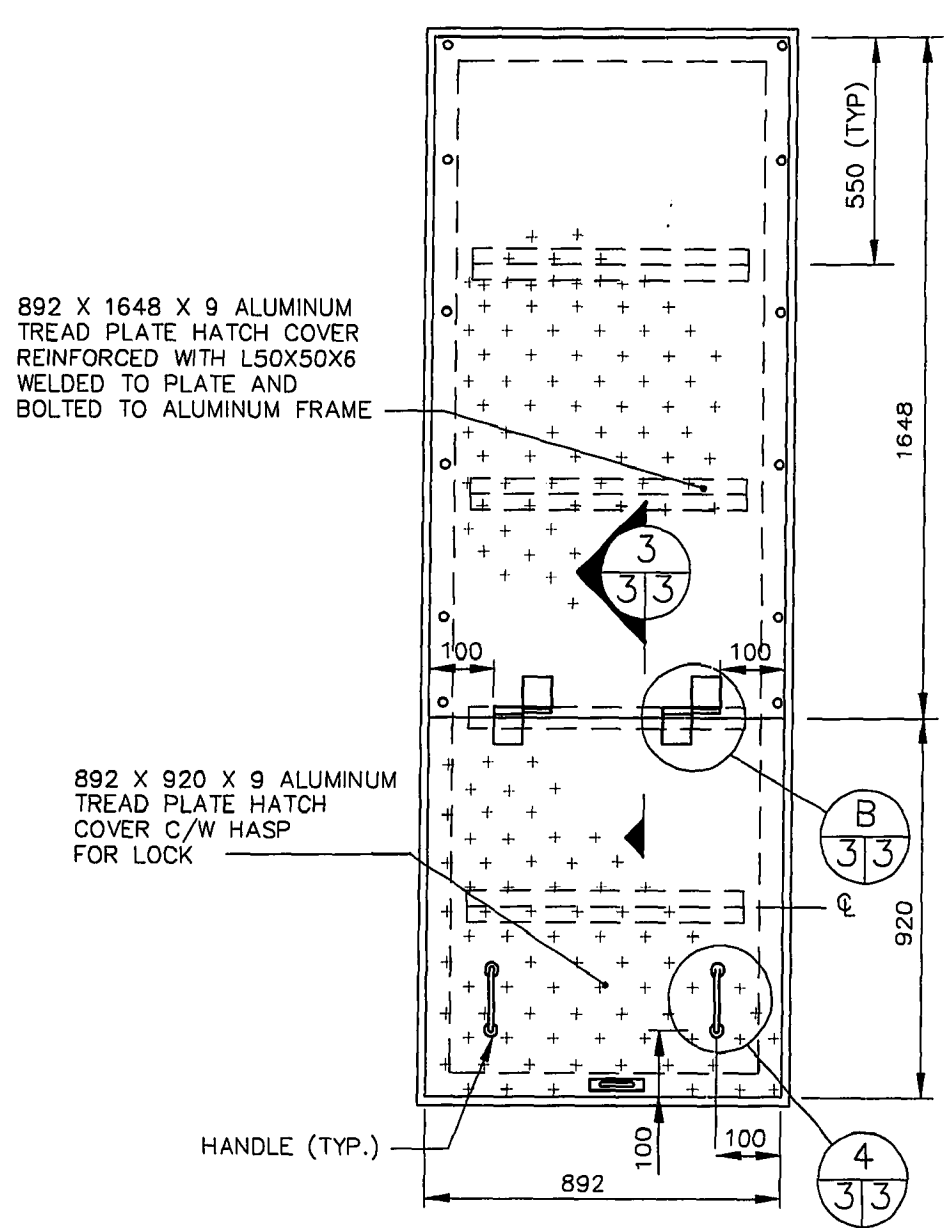 550 (TYP)
1648
892 X 1648 X 9 ALUMINUM
TREAD PLATE HATCH COVER
REINFORCED WITH L50X50X6
WELDED TO PLATE AND
BOLTED TO ALUMINUM FRAME
3
3 3
100
100
892 X 920 X 9 ALUMINUM
TREAD PLATE HATCH
COVER C/W HASP
FOR LOCK
B
3 3
℄
920
HANDLE (TYP.)
100
100
892
4
3 3